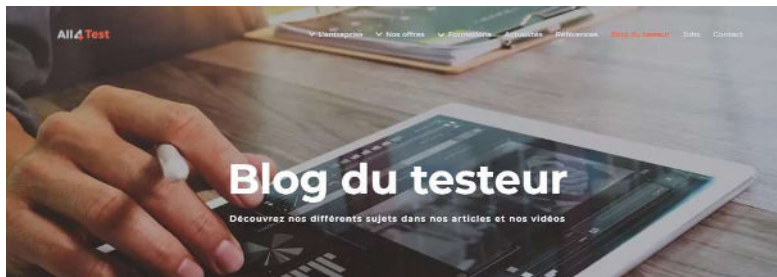 All4Test
L'entreprise Nos offres Formations Actualités Références Blog du testeur Jobs Contact
Blog du testeur
Découvrez nos différents sujets dans nos articles et nos vidéos